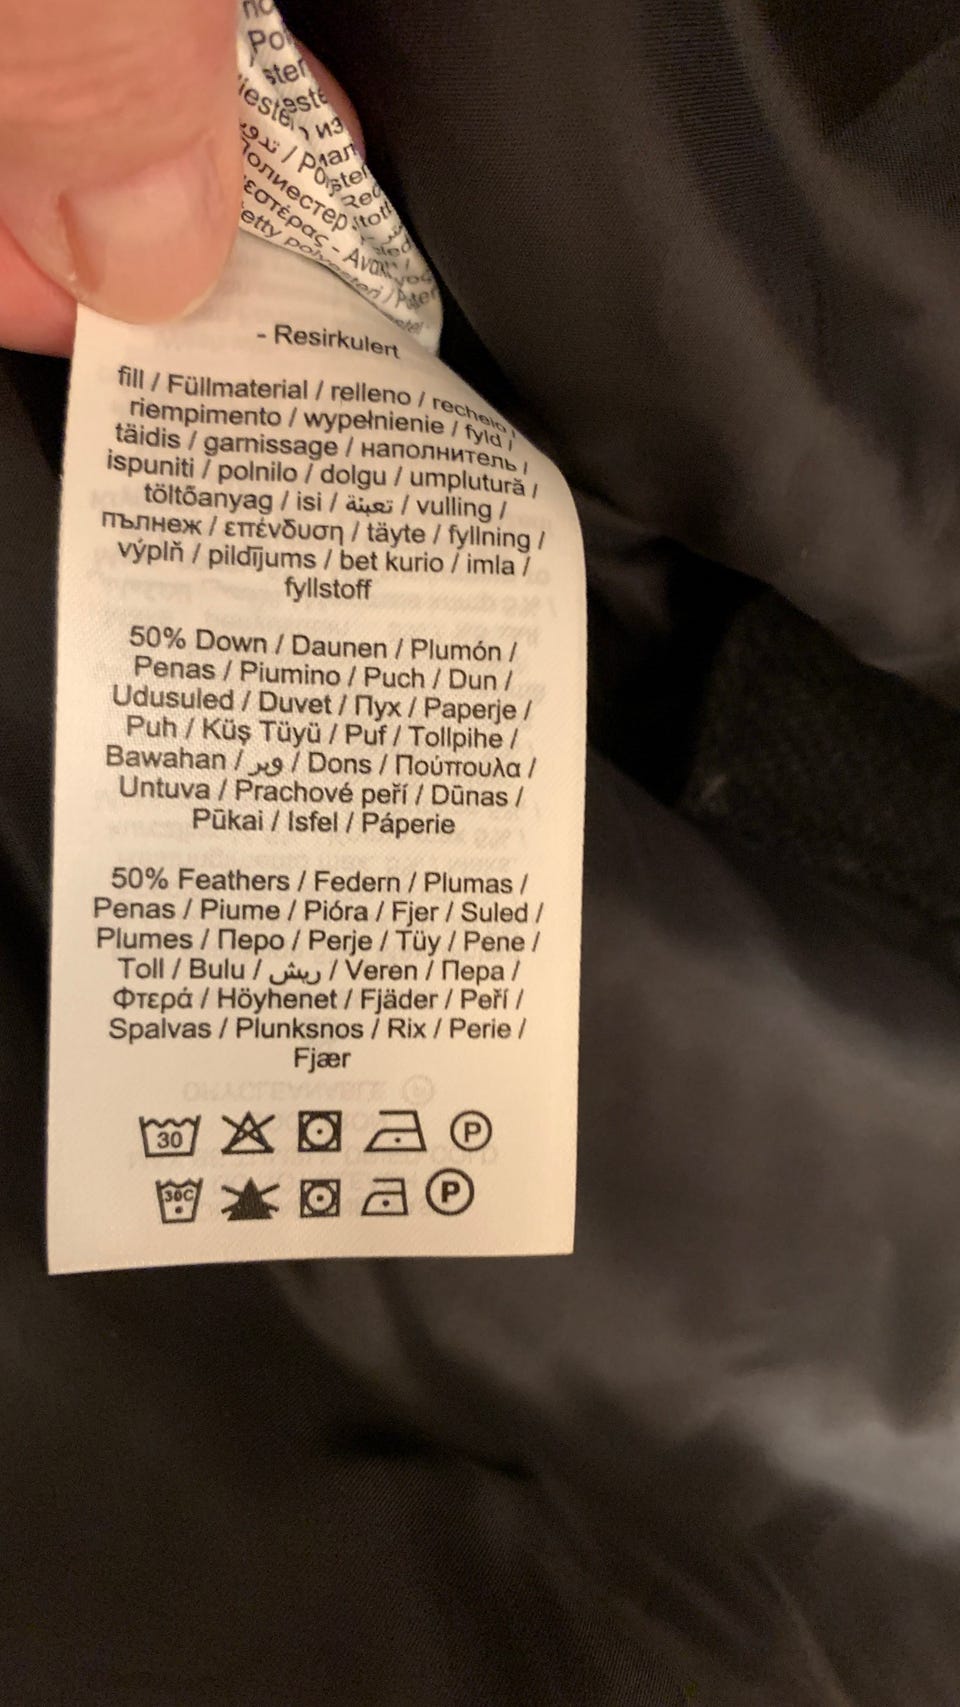 - Resirkulert
fill / Füllmaterial / relleno / recheio /
riempimento / wypełnienie / fyld /
täidis / garnissage / наполнитель /
ispuniti / polnilo / dolgu / umplutură /
töltőanyag / isi / تعبئة / vulling /
пълнеж / επένδυση / täyte / fyllning /
výplň / pildījums / bet kurio / imla /
fyllstoff
50% Down / Daunen / Plumón /
Penas / Piumino / Puch / Dun /
Udusuled / Duvet / Пух / Paperje /
Puh / Küş Tüyü / Puf / Tollpihe /
Bawahan / وبر / Dons / Πούπουλα /
Untuva / Prachové peří / Dūnas /
Pūkai / Isfel / Páperie
50% Feathers / Federn / Plumas /
Penas / Piume / Pióra / Fjer / Suled /
Plumes / Перо / Perje / Tüy / Pene /
Toll / Bulu / ريش / Veren / Пера /
Φτερά / Höyhenet / Fjäder / Peří /
Spalvas / Plunksnos / Rix / Perie /
Fjær
30 P
30C P